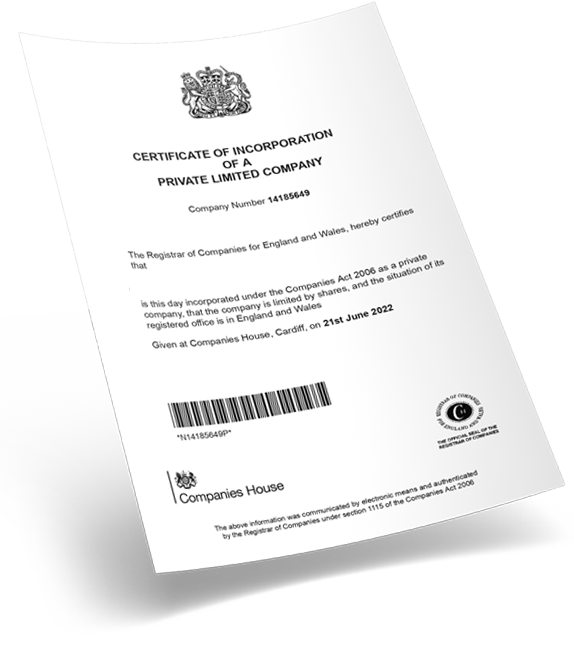 CERTIFICATE OF INCORPORATION
OF A
PRIVATE LIMITED COMPANY
Company Number 14185649
The Registrar of Companies for England and Wales, hereby certifies
that
is this day incorporated under the Companies Act 2006 as a private
company, that the company is limited by shares, and the situation of its
registered office is in England and Wales
Given at Companies House, Cardiff, on 21st June 2022
*N14185649P*
REGISTRAR OF COMPANIES
FOR ENGLAND AND WALES
THE OFFICIAL SEAL OF THE
REGISTRAR OF COMPANIES
Companies House
The above information was communicated by electronic means and authenticated
by the Registrar of Companies under section 1115 of the Companies Act 2006